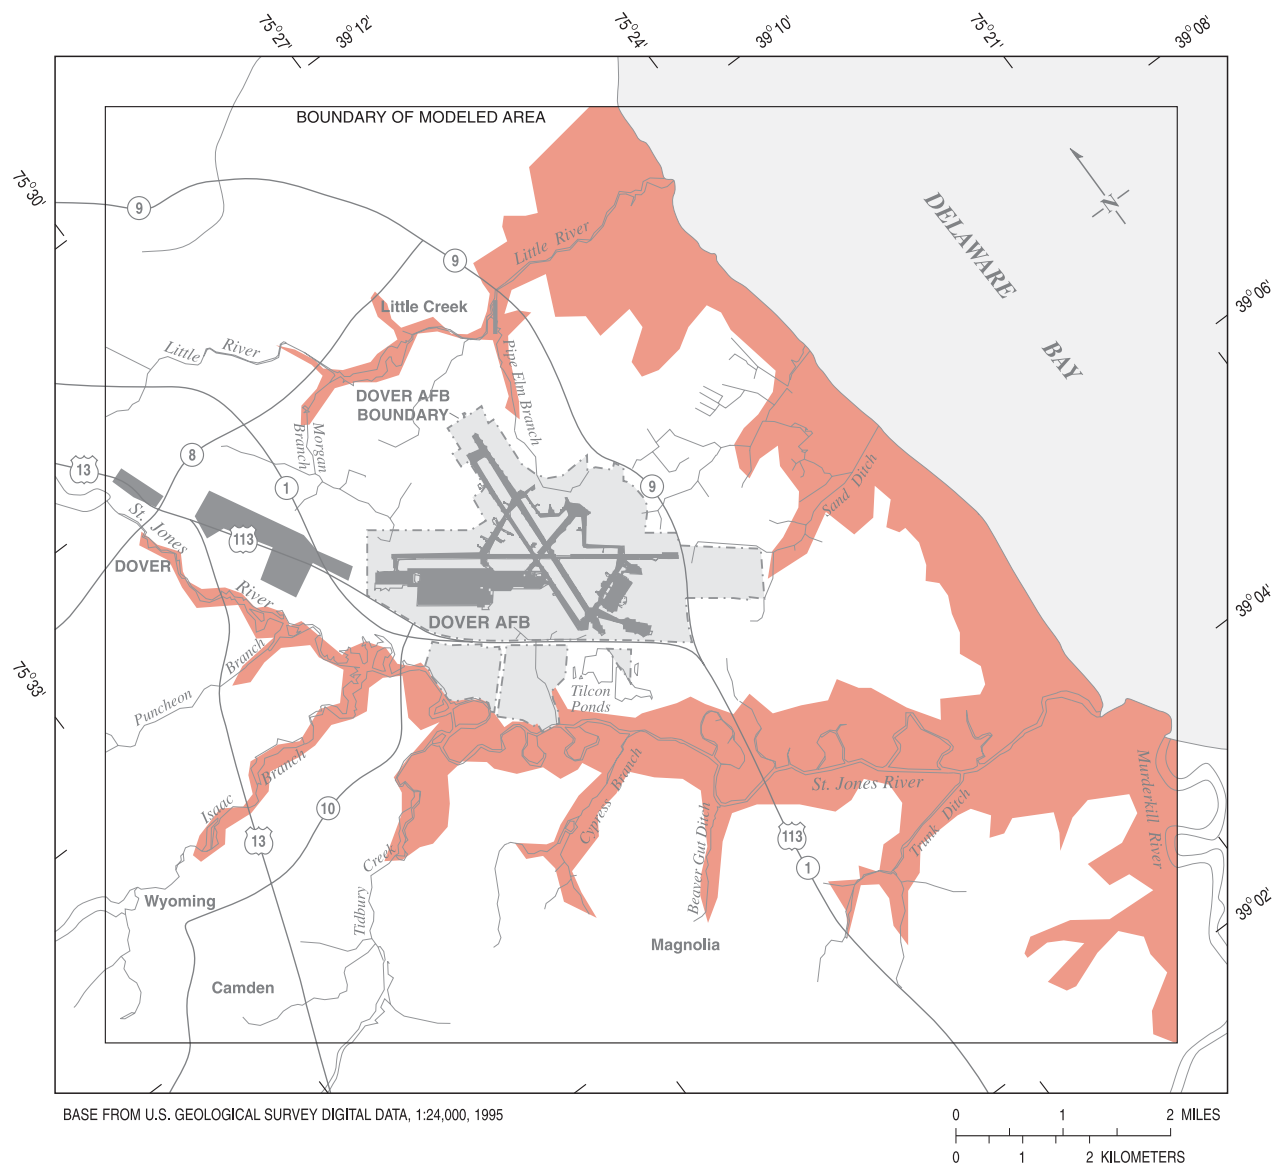 75°27'
39°12'
75°24'
39°10'
75°21'
39°08'
BOUNDARY OF MODELED AREA
75°30'
9
DELAWARE
BAY
N
Little River
9
Little Creek
39°06'
Little River
Pipe Elm Branch
DOVER AFB
BOUNDARY
Morgan
Branch
8
13
1
9
Sand Ditch
St. Jones
River
113
DOVER
39°04'
DOVER AFB
Branch
Puncheon
75°33'
Tilcon
Ponds
Branch
Isaac
10
13
St. Jones River
Cypress Branch
Beaver Gut Ditch
Trunk Ditch
Murderkill River
113
1
Creek
Tidbury
Wyoming
39°02'
Magnolia
Camden
BASE FROM U.S. GEOLOGICAL SURVEY DIGITAL DATA, 1:24,000, 1995
0 1 2 MILES
0 1 2 KILOMETERS